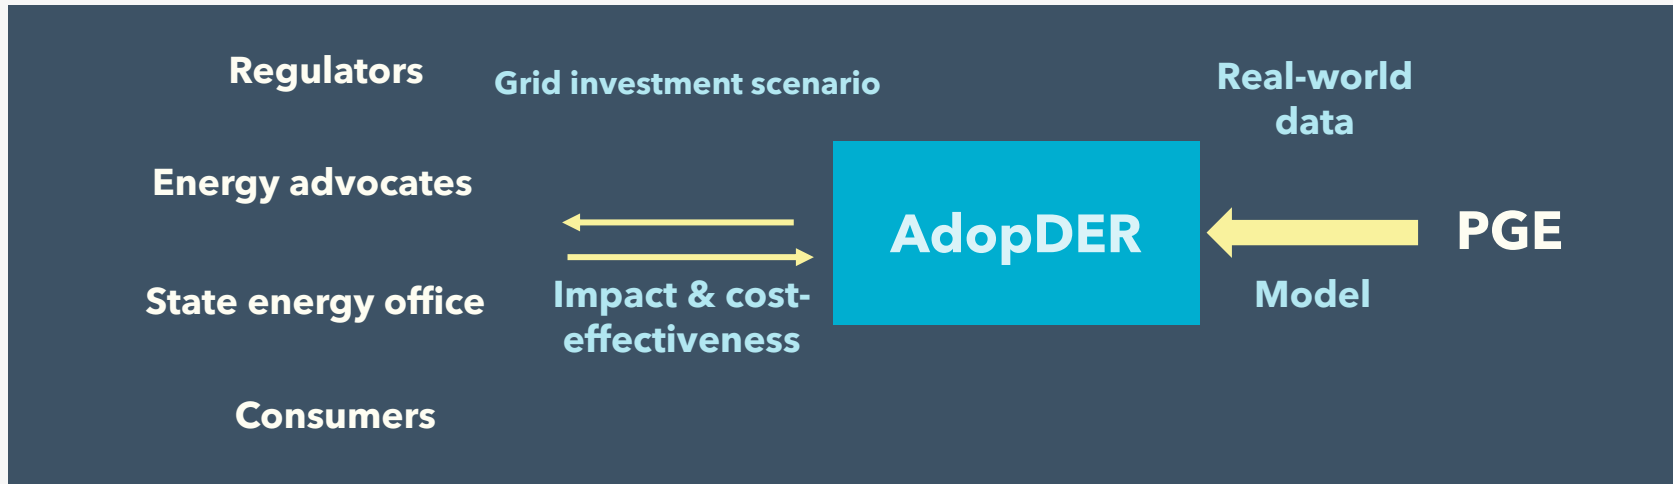 Regulators
Energy advocates
State energy office
Consumers
Grid investment scenario
Impact & cost-
effectiveness
AdopDER
Real-world
data
Model
PGE